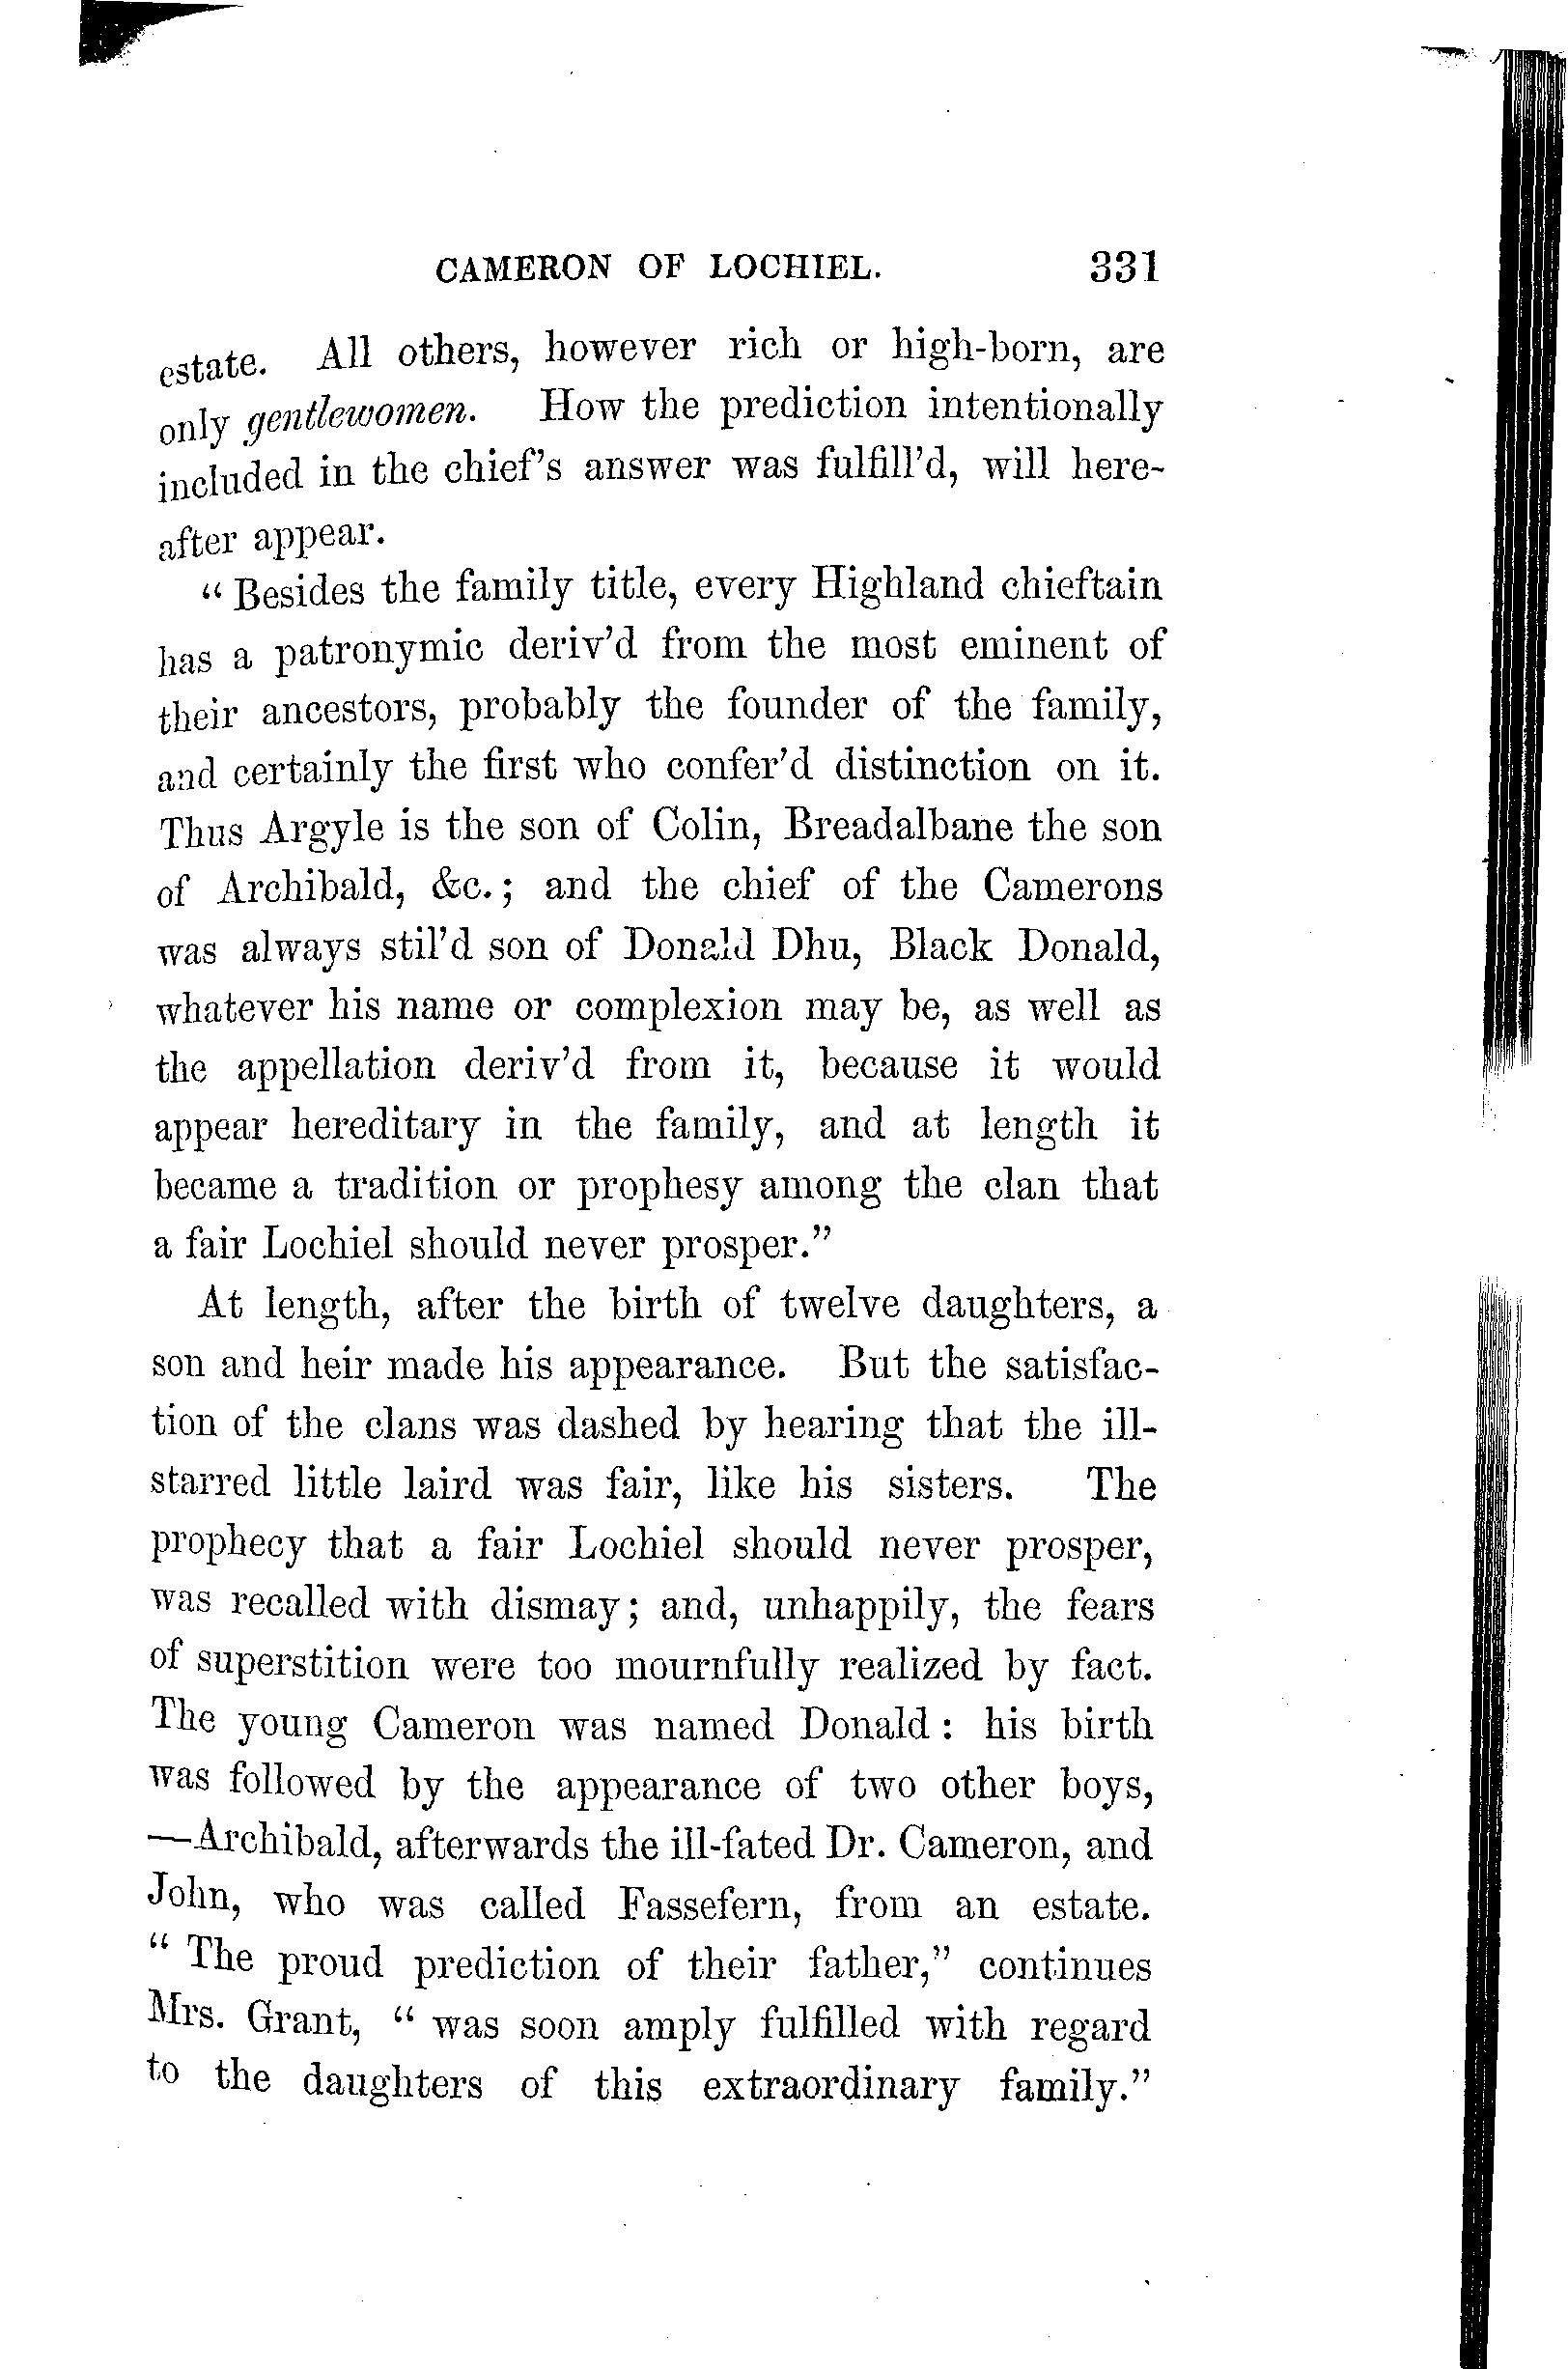 CAMERON OF LOCHIEL. 331
estate. All others, however rich or high-born, are
only gentlewomen. How the prediction intentionally
included in the chief's answer was fulfill'd, will here-
after appear.
“ Besides the family title, every Highland chieftain
has a patronymic deriv'd from the most eminent of
their ancestors, probably the founder of the family,
and certainly the first who confer'd distinction on it.
Thus Argyle is the son of Colin, Breadalbane the son
of Archibald, &c.; and the chief of the Camerons
was always stil'd son of Donald Dhu, Black Donald,
whatever his name or complexion may be, as well as
the appellation deriv'd from it, because it would
appear hereditary in the family, and at length it
became a tradition or prophesy among the clan that
a fair Lochiel should never prosper.”
At length, after the birth of twelve daughters, a
son and heir made his appearance. But the satisfac-
tion of the clans was dashed by hearing that the ill-
starred little laird was fair, like his sisters. The
prophecy that a fair Lochiel should never prosper,
was recalled with dismay; and, unhappily, the fears
of superstition were too mournfully realized by fact.
The young Cameron was named Donald : his birth
was followed by the appearance of two other boys,
—Archibald, afterwards the ill-fated Dr. Cameron, and
John, who was called Fassefern, from an estate.
“ The proud prediction of their father,” continues
Mrs. Grant, “ was soon amply fulfilled with regard
to the daughters of this extraordinary family.”